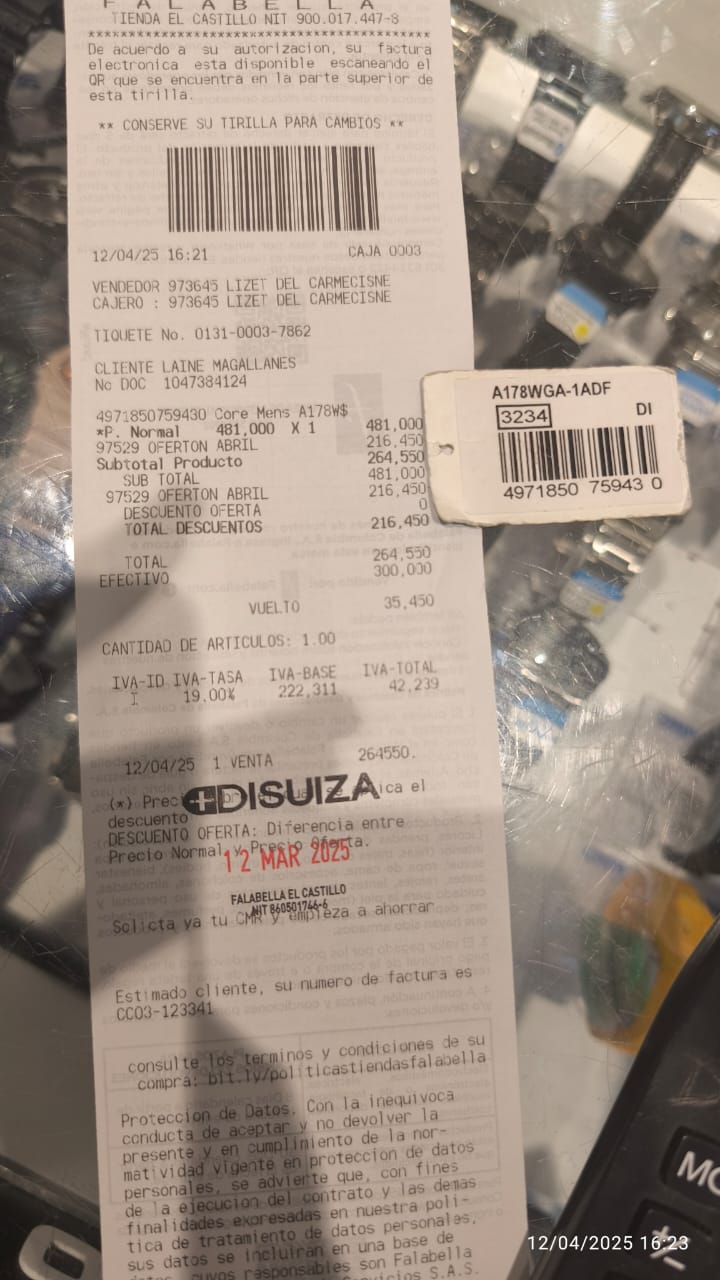 FALABELLA
TIENDA EL CASTILLO NIT 900.017.447-8
****************************************
De acuerdo a su autorizacion, su factura
electronica esta disponible escaneando el
QR que se encuentra en la parte superior de
esta tirilla.
** CONSERVE SU TIRILLA PARA CAMBIOS **
12/04/25 16:21 CAJA 0003
VENDEDOR 973645 LIZET DEL CARMECISNE
CAJERO : 973645 LIZET DEL CARMECISNE
TIQUETE No. 0131-0003-7862
CLIENTE LAINE MAGALLANES
No DOC 1047384124
4971850759430 Core Mens A178W$
*P. Normal 481,000 X 1 481,000
97529 OFERTON ABRIL 216,450
Subtotal Producto 264,550
SUB TOTAL 481,000
97529 OFERTON ABRIL 216,450
DESCUENTO OFERTA 0
TOTAL DESCUENTOS 216,450
TOTAL 264,550
EFECTIVO 300,000
VUELTO 35,450
CANTIDAD DE ARTICULOS: 1.00
IVA-ID IVA-TASA IVA-BASE IVA-TOTAL
I 19.00% 222,311 42,239
12/04/25 1 VENTA 264550.
(*) Prec se aplica el
DISUIZA
descuento
DESCUENTO OFERTA: Diferencia entre
Precio Normal y Precio Oferta.
12 MAR 2025
FALABELLA EL CASTILLO
NIT 860501746-6
Solicta ya tu CMR y empieza a ahorrar
Estimado cliente, su numero de factura es
CC03-123341
consulte los terminos y condiciones de su
compra: bit.ly/politicastiendasfalabella
Proteccion de Datos. Con la inequivoca
conducta de aceptar y no devolver la
presente y en cumplimiento de la nor-
matividad vigente en proteccion de datos
personales, se advierte que, con fines
de la ejecucion del contrato y las demas
finalidades expresadas en nuestra poli-
tica de tratamiento de datos personales,
sus datos se incluiran en una base de
datos, cuyos responsables son Falabella
S.A.S.
A178WGA-1ADF
3234 DI
4971850 75943 0
MC
+/-
0
12/04/2025 16:23